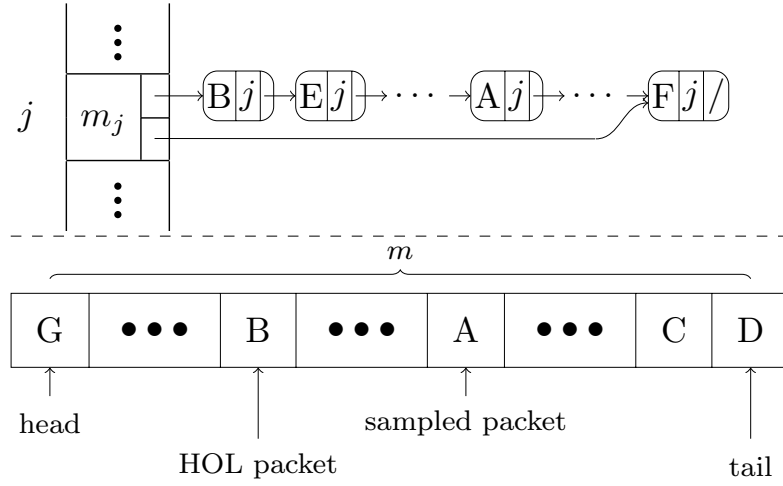 j m_j B j E j ⋯ A j ⋯ F j /
m
G ••• B ••• A ••• C D
head
sampled packet
HOL packet
tail